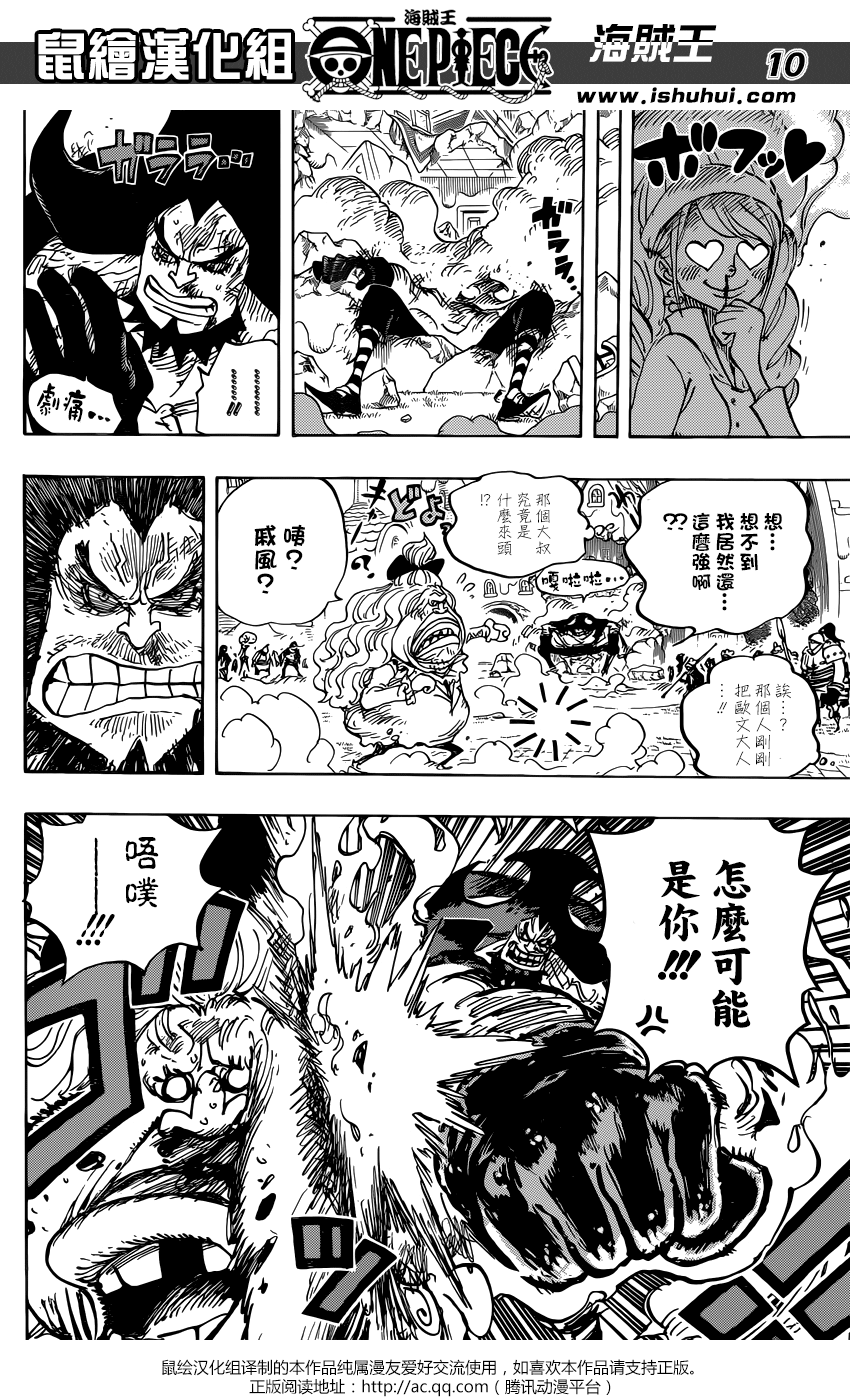 鼠繪漢化組
海賊王
ONE PIECE
海賊王
10
www.ishuhui.com
ボフッ♥
ガラララ
ガララ…
………!!
劇痛…
想…
想不到
我居然還…
這麼強啊
??
那個大叔
究竟是
什麼來頭
!?
嘎啦啦…
どよっ
咦?
戚風?
誒…?
那個人剛剛
把歐文大人
…!!
怎麼可能
是你!!!
唔噗
——!!!
鼠绘汉化组译制的本作品纯属漫友爱好交流使用，如喜欢本作品请支持正版。
正版阅读地址：http://ac.qq.com（腾讯动漫平台）